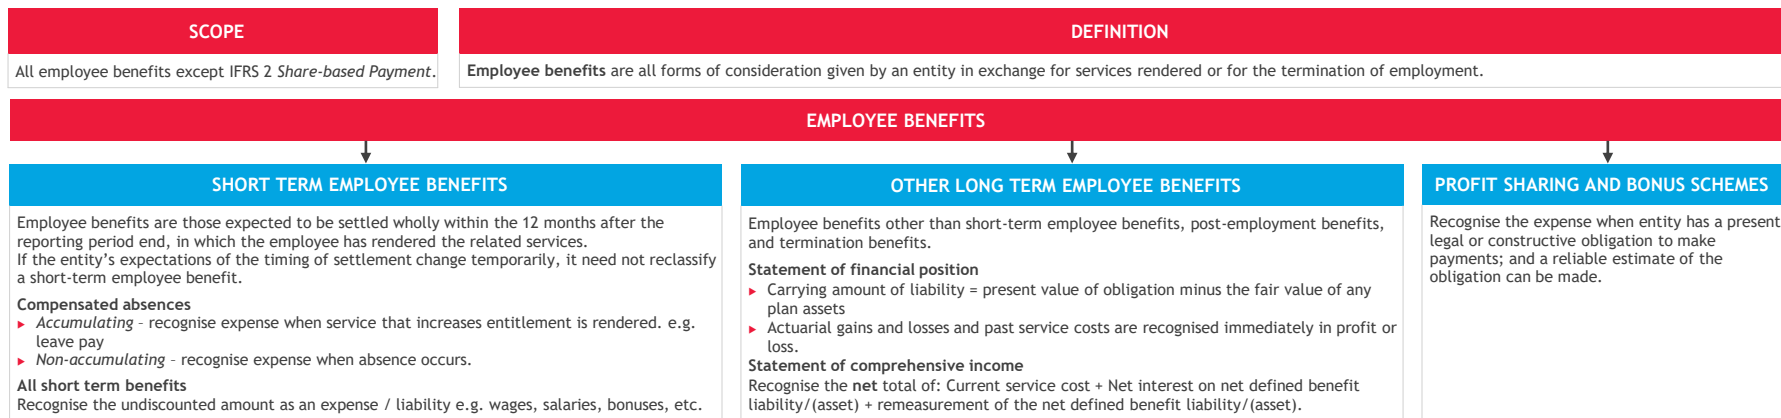 SCOPE
All employee benefits except IFRS 2 Share-based Payment.
DEFINITION
Employee benefits are all forms of consideration given by an entity in exchange for services rendered or for the termination of employment.
EMPLOYEE BENEFITS
SHORT TERM EMPLOYEE BENEFITS
Employee benefits are those expected to be settled wholly within the 12 months after the
reporting period end, in which the employee has rendered the related services.
If the entity's expectations of the timing of settlement change temporarily, it need not reclassify
a short-term employee benefit.
Compensated absences
► Accumulating – recognise expense when service that increases entitlement is rendered. e.g.
leave pay
► Non-accumulating – recognise expense when absence occurs.
All short term benefits
Recognise the undiscounted amount as an expense / liability e.g. wages, salaries, bonuses, etc.
OTHER LONG TERM EMPLOYEE BENEFITS
Employee benefits other than short-term employee benefits, post-employment benefits,
and termination benefits.
Statement of financial position
► Carrying amount of liability = present value of obligation minus the fair value of any
plan assets
► Actuarial gains and losses and past service costs are recognised immediately in profit or
loss.
Statement of comprehensive income
Recognise the net total of: Current service cost + Net interest on net defined benefit
liability/(asset) + remeasurement of the net defined benefit liability/(asset).
PROFIT SHARING AND BONUS SCHEMES
Recognise the expense when entity has a present
legal or constructive obligation to make
payments; and a reliable estimate of the
obligation can be made.